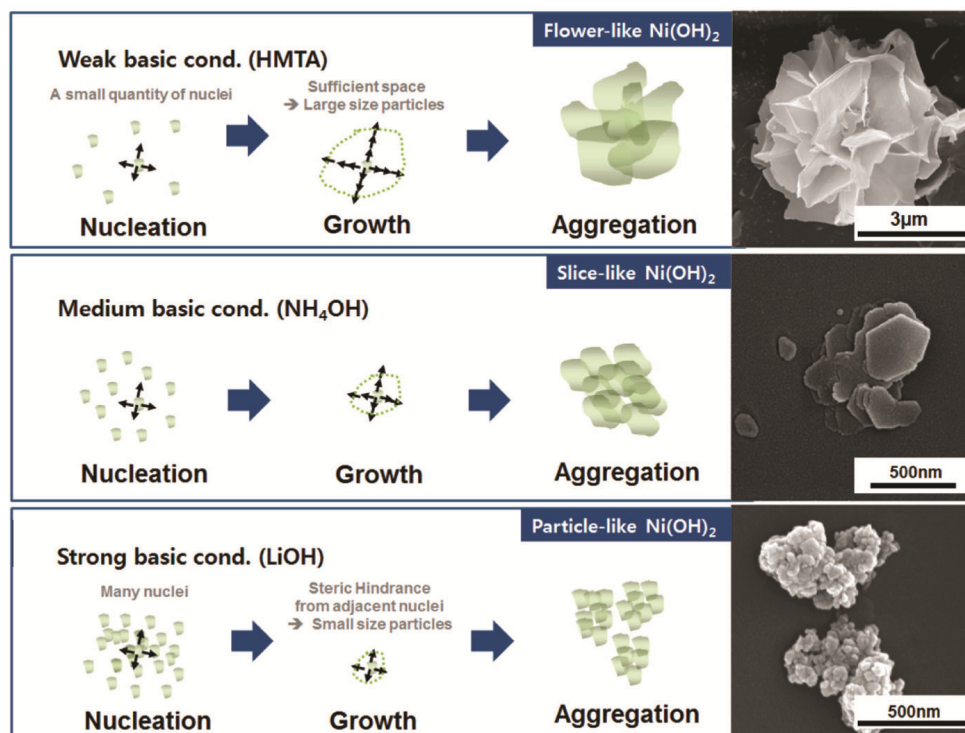 Flower-like Ni(OH)₂
Weak basic cond. (HMTA)
A small quantity of nuclei
Sufficient space
➔ Large size particles
Nucleation
Growth
Aggregation
3μm
Slice-like Ni(OH)₂
Medium basic cond. (NH₄OH)
Nucleation
Growth
Aggregation
500nm
Particle-like Ni(OH)₂
Strong basic cond. (LiOH)
Many nuclei
Steric Hindrance
from adjacent nuclei
➔ Small size particles
Nucleation
Growth
Aggregation
500nm